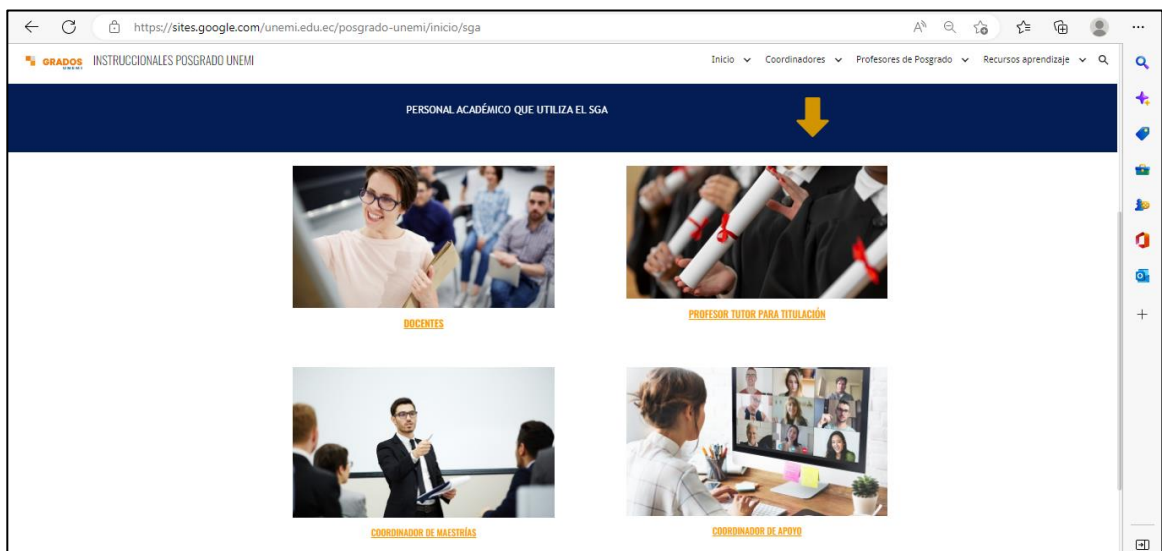 https://sites.google.com/unemi.edu.ec/posgrado-unemi/inicio/sga
GRADOS
UNEMI
INSTRUCCIONALES POSGRADO UNEMI
Inicio
Coordinadores
Profesores de Posgrado
Recursos aprendizaje
PERSONAL ACADÉMICO QUE UTILIZA EL SGA
DOCENTES
PROFESOR TUTOR PARA TITULACIÓN
COORDINADOR DE MAESTRÍAS
COORDINADOR DE APOYO